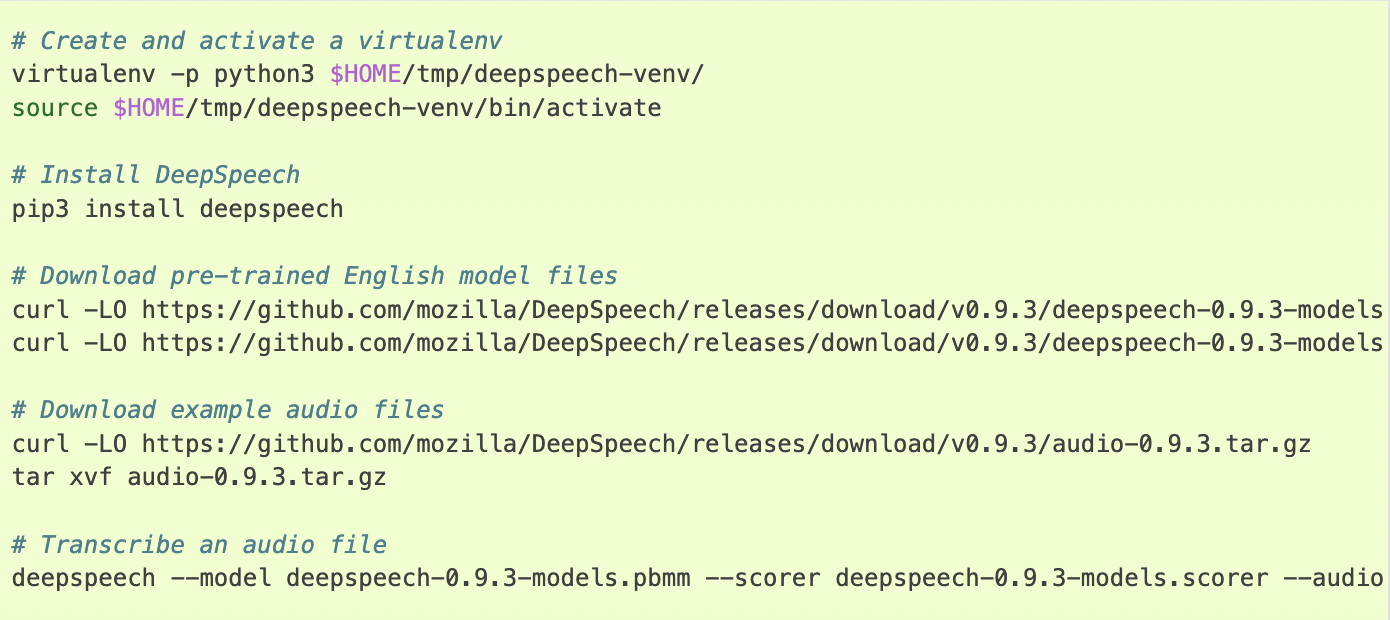 # Create and activate a virtualenv
virtualenv -p python3 $HOME/tmp/deepspeech-venv/
source $HOME/tmp/deepspeech-venv/bin/activate
# Install DeepSpeech
pip3 install deepspeech
# Download pre-trained English model files
curl -LO https://github.com/mozilla/DeepSpeech/releases/download/v0.9.3/deepspeech-0.9.3-models
curl -LO https://github.com/mozilla/DeepSpeech/releases/download/v0.9.3/deepspeech-0.9.3-models
# Download example audio files
curl -LO https://github.com/mozilla/DeepSpeech/releases/download/v0.9.3/audio-0.9.3.tar.gz
tar xvf audio-0.9.3.tar.gz
# Transcribe an audio file
deepspeech --model deepspeech-0.9.3-models.pbmm --scorer deepspeech-0.9.3-models.scorer --audio